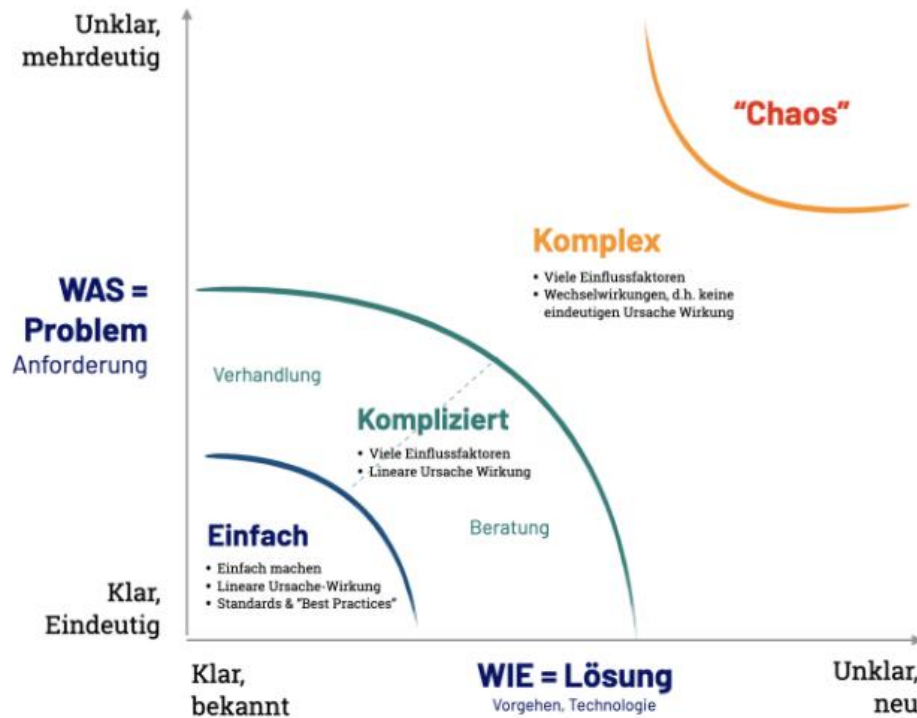 Unklar,
mehrdeutig
“Chaos”
Komplex
• Viele Einflussfaktoren
• Wechselwirkungen, d.h. keine
eindeutigen Ursache Wirkung
WAS =
Problem
Anforderung
Verhandlung
Kompliziert
• Viele Einflussfaktoren
• Lineare Ursache Wirkung
Beratung
Einfach
• Einfach machen
• Lineare Ursache-Wirkung
• Standards & “Best Practices”
Klar,
Eindeutig
Klar,
bekannt
WIE = Lösung
Vorgehen, Technologie
Unklar,
neu